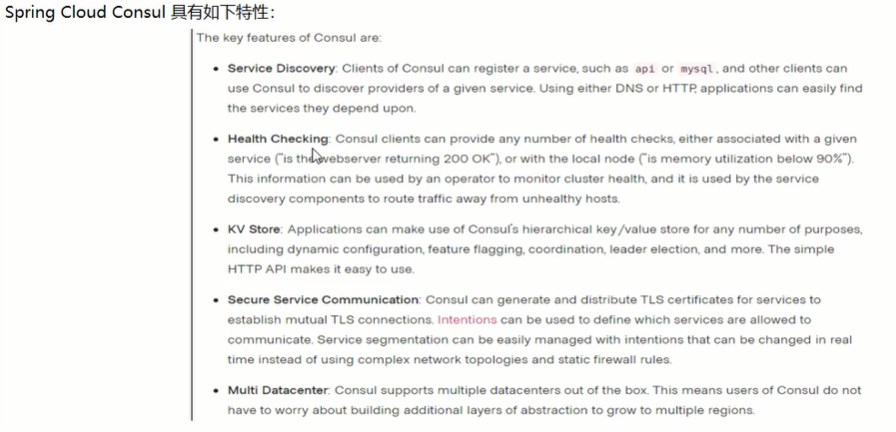 Spring Cloud Consul 具有如下特性：
The key features of Consul are:
• Service Discovery: Clients of Consul can register a service, such as api or mysql, and other clients can
use Consul to discover providers of a given service. Using either DNS or HTTP, applications can easily find
the services they depend upon.
• Health Checking: Consul clients can provide any number of health checks, either associated with a given
service ("is the webserver returning 200 OK"), or with the local node ("is memory utilization below 90%").
This information can be used by an operator to monitor cluster health, and it is used by the service
discovery components to route traffic away from unhealthy hosts.
• KV Store: Applications can make use of Consul's hierarchical key/value store for any number of purposes,
including dynamic configuration, feature flagging, coordination, leader election, and more. The simple
HTTP API makes it easy to use.
• Secure Service Communication: Consul can generate and distribute TLS certificates for services to
establish mutual TLS connections. Intentions can be used to define which services are allowed to
communicate. Service segmentation can be easily managed with intentions that can be changed in real
time instead of using complex network topologies and static firewall rules.
• Multi Datacenter: Consul supports multiple datacenters out of the box. This means users of Consul do not
have to worry about building additional layers of abstraction to grow to multiple regions.